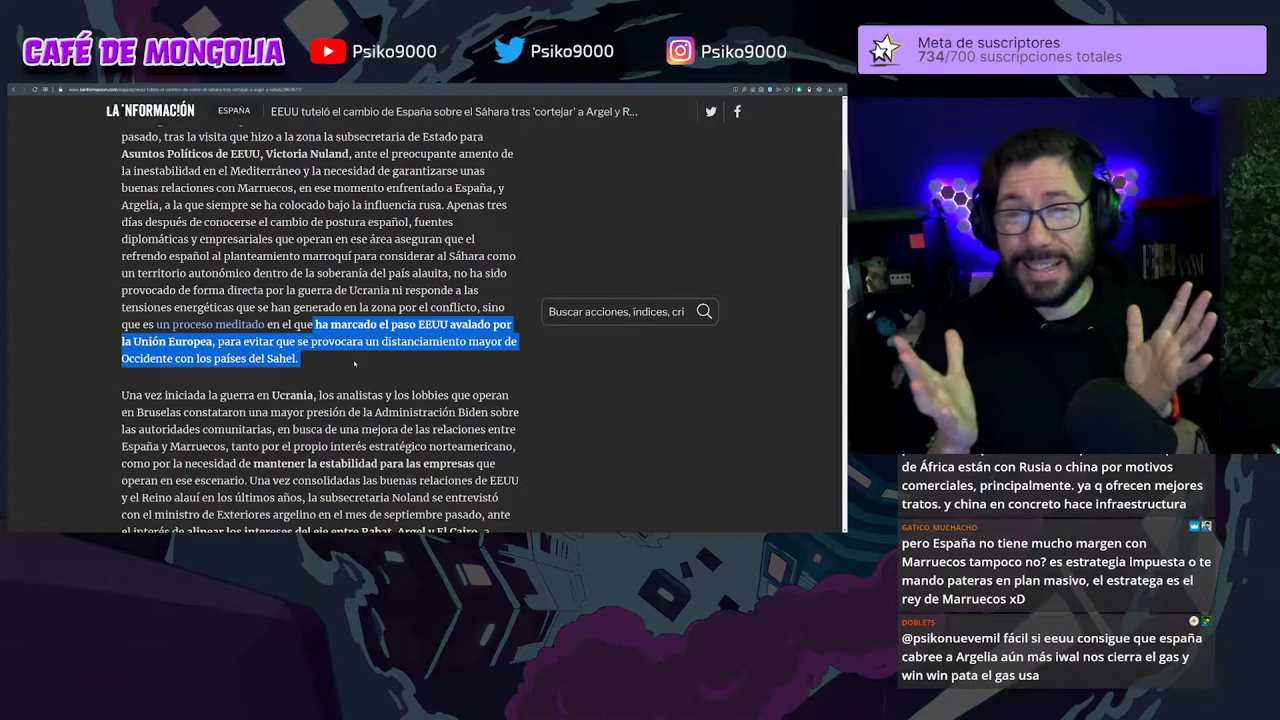 CAFÉ DE MONGOLIA
Psiko9000
Psiko9000
Psiko9000
Meta de suscriptores
734/700 suscripciones totales
LA INFORMACIÓN
ESPAÑA
EEUU tuteló el cambio de España sobre el Sáhara tras 'cortejar' a Argel y R...
pasado, tras la visita que hizo a la zona la subsecretaria de Estado para
Asuntos Políticos de EEUU, Victoria Nuland, ante el preocupante amento de
la inestabilidad en el Mediterráneo y la necesidad de garantizarse unas
buenas relaciones con Marruecos, en ese momento enfrentado a España, y
Argelia, a la que siempre se ha colocado bajo la influencia rusa. Apenas tres
días después de conocerse el cambio de postura español, fuentes
diplomáticas y empresariales que operan en ese área aseguran que el
refrendo español al planteamiento marroquí para considerar al Sáhara como
un territorio autonómico dentro de la soberanía del país alauita, no ha sido
provocado de forma directa por la guerra de Ucrania ni responde a las
tensiones energéticas que se han generado en la zona por el conflicto, sino
que es un proceso meditado en el que ha marcado el paso EEUU avalado por
la Unión Europea, para evitar que se provocara un distanciamiento mayor de
Occidente con los países del Sahel.
Una vez iniciada la guerra en Ucrania, los analistas y los lobbies que operan
en Bruselas constataron una mayor presión de la Administración Biden sobre
las autoridades comunitarias, en busca de una mejora de las relaciones entre
España y Marruecos, tanto por el propio interés estratégico norteamericano,
como por la necesidad de mantener la estabilidad para las empresas que
operan en ese escenario. Una vez consolidadas las buenas relaciones de EEUU
y el Reino alauí en los últimos años, la subsecretaria Noland se entrevistó
con el ministro de Exteriores argelino en el mes de septiembre pasado, ante
el interés de alinear los intereses del eje entre Rabat, Argel y El Cairo, a
Buscar acciones, índices, cri
de África están con Rusia o china por motivos
comerciales, principalmente. ya q ofrecen mejores
tratos. y china en concreto hace infraestructura
GATICO_MUCHACHO
pero España no tiene mucho margen con
Marruecos tampoco no? es estrategia impuesta o te
mando pateras en plan masivo, el estratega es el
rey de Marruecos xD
DOBLE7S
@psikonuevemil fácil si eeuu consigue que españa
cabree a Argelia aún más iwal nos cierra el gas y
win win pata el gas usa